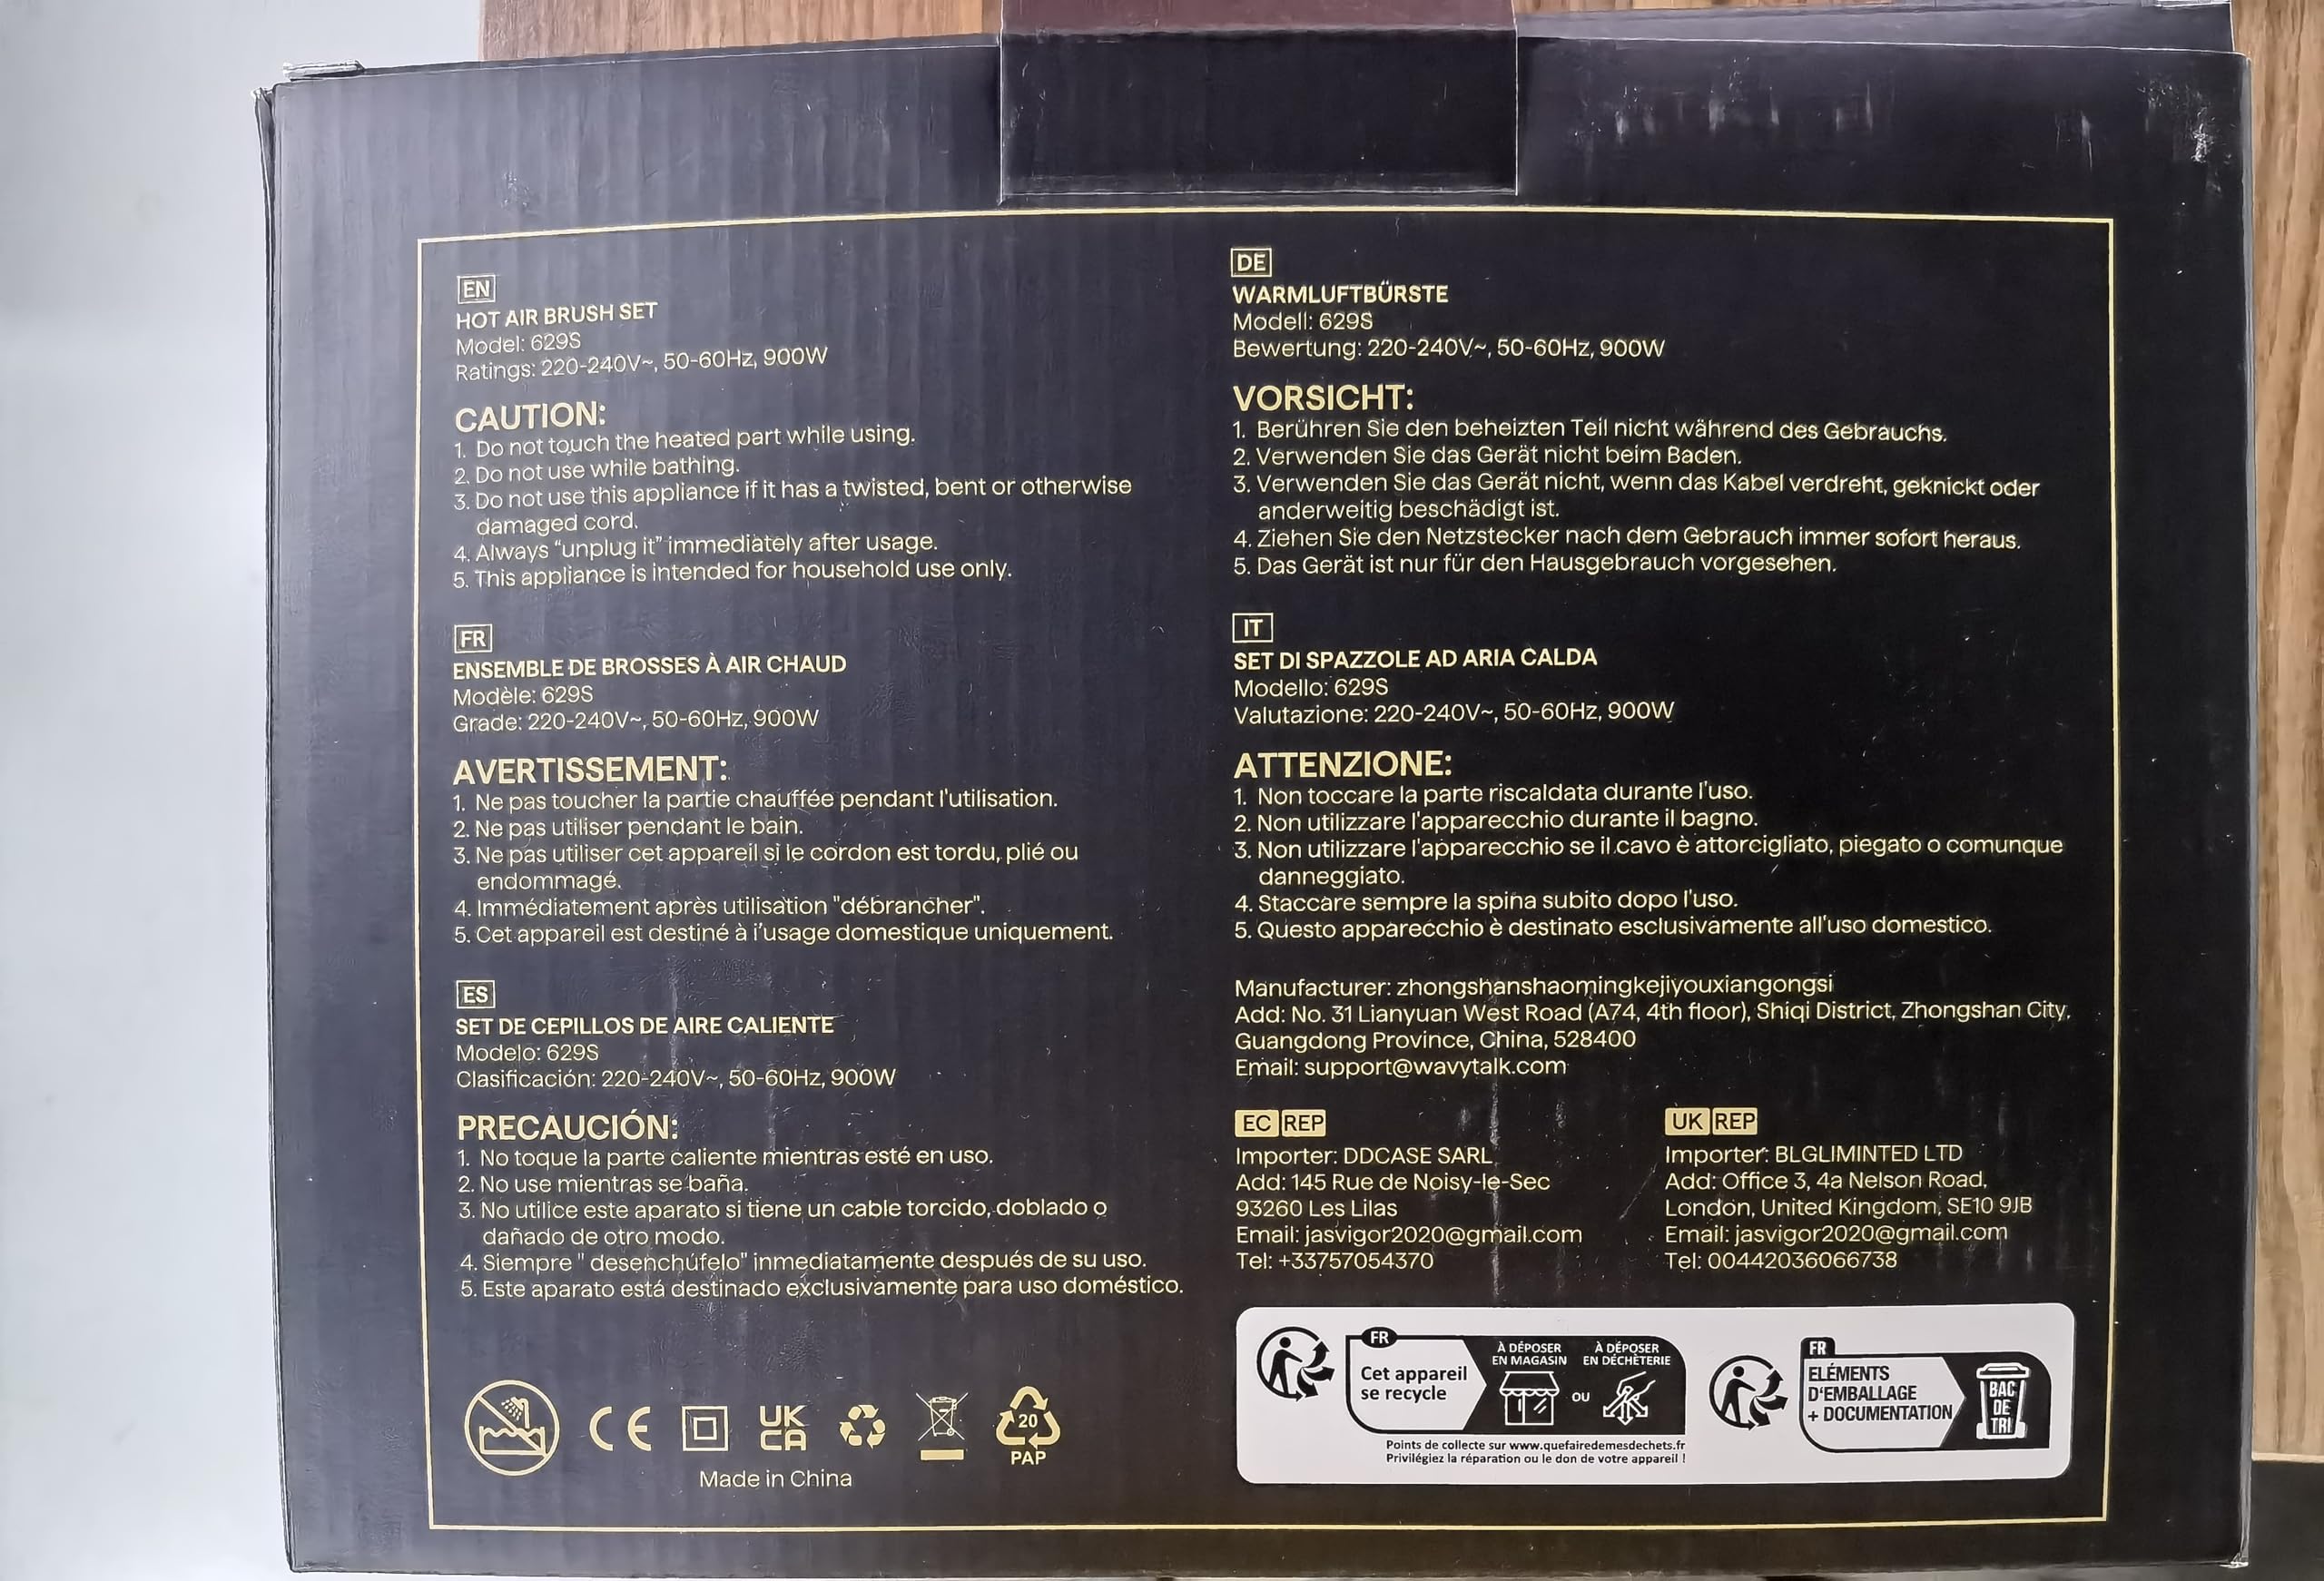 EN
HOT AIR BRUSH SET
Model: 629S
Ratings: 220-240V~, 50-60Hz, 900W
CAUTION:
1. Do not touch the heated part while using.
2. Do not use while bathing.
3. Do not use this appliance if it has a twisted, bent or otherwise
damaged cord.
4. Always “unplug it” immediately after usage.
5. This appliance is intended for household use only.
FR
ENSEMBLE DE BROSSES À AIR CHAUD
Modèle: 629S
Grade: 220-240V~, 50-60Hz, 900W
AVERTISSEMENT:
1. Ne pas toucher la partie chauffée pendant l'utilisation.
2. Ne pas utiliser pendant le bain.
3. Ne pas utiliser cet appareil si le cordon est tordu, plié ou
endommagé.
4. Immédiatement après utilisation "débrancher".
5. Cet appareil est destiné à i’usage domestique uniquement.
ES
SET DE CEPILLOS DE AIRE CALIENTE
Modelo: 629S
Clasificación: 220-240V~, 50-60Hz, 900W
PRECAUCIÓN:
1. No toque la parte caliente mientras esté en uso.
2. No use mientras se baña.
3. No utilice este aparato si tiene un cable torcido, doblado o
dañado de otro modo.
4. Siempre " desenchúfelo" inmediatamente después de su uso.
5. Este aparato está destinado exclusivamente para uso doméstico.
CE
UK
CA
20
PAP
Made in China
DE
WARMLUFTBÜRSTE
Modell: 629S
Bewertung: 220-240V~, 50-60Hz, 900W
VORSICHT:
1. Berühren Sie den beheizten Teil nicht während des Gebrauchs.
2. Verwenden Sie das Gerät nicht beim Baden.
3. Verwenden Sie das Gerät nicht, wenn das Kabel verdreht, geknickt oder
anderweitig beschädigt ist.
4. Ziehen Sie den Netzstecker nach dem Gebrauch immer sofort heraus.
5. Das Gerät ist nur für den Hausgebrauch vorgesehen.
IT
SET DI SPAZZOLE AD ARIA CALDA
Modello: 629S
Valutazione: 220-240V~, 50-60Hz, 900W
ATTENZIONE:
1. Non toccare la parte riscaldata durante l'uso.
2. Non utilizzare l'apparecchio durante il bagno.
3. Non utilizzare l'apparecchio se il cavo è attorcigliato, piegato o comunque
danneggiato.
4. Staccare sempre la spina subito dopo l'uso.
5. Questo apparecchio è destinato esclusivamente all'uso domestico.
Manufacturer: zhongshanshaomingkejiyouxiangongsi
Add: No. 31 Lianyuan West Road (A74, 4th floor), Shiqi District, Zhongshan City,
Guangdong Province, China, 528400
Email: support@wavytalk.com
EC REP
Importer: DDCASE SARL
Add: 145 Rue de Noisy-le-Sec
93260 Les Lilas
Email: jasvigor2020@gmail.com
Tel: +33757054370
UK REP
Importer: BLGLIMINTED LTD
Add: Office 3, 4a Nelson Road,
London, United Kingdom, SE10 9JB
Email: jasvigor2020@gmail.com
Tel: 00442036066738
FR
Cet appareil
se recycle
À DÉPOSER
EN MAGASIN
OU
À DÉPOSER
EN DÉCHÈTERIE
Points de collecte sur www.quefairedemesdechets.fr
Privilégiez la réparation ou le don de votre appareil !
FR
ELÉMENTS
D'EMBALLAGE
+ DOCUMENTATION
BAC
DE
TRI